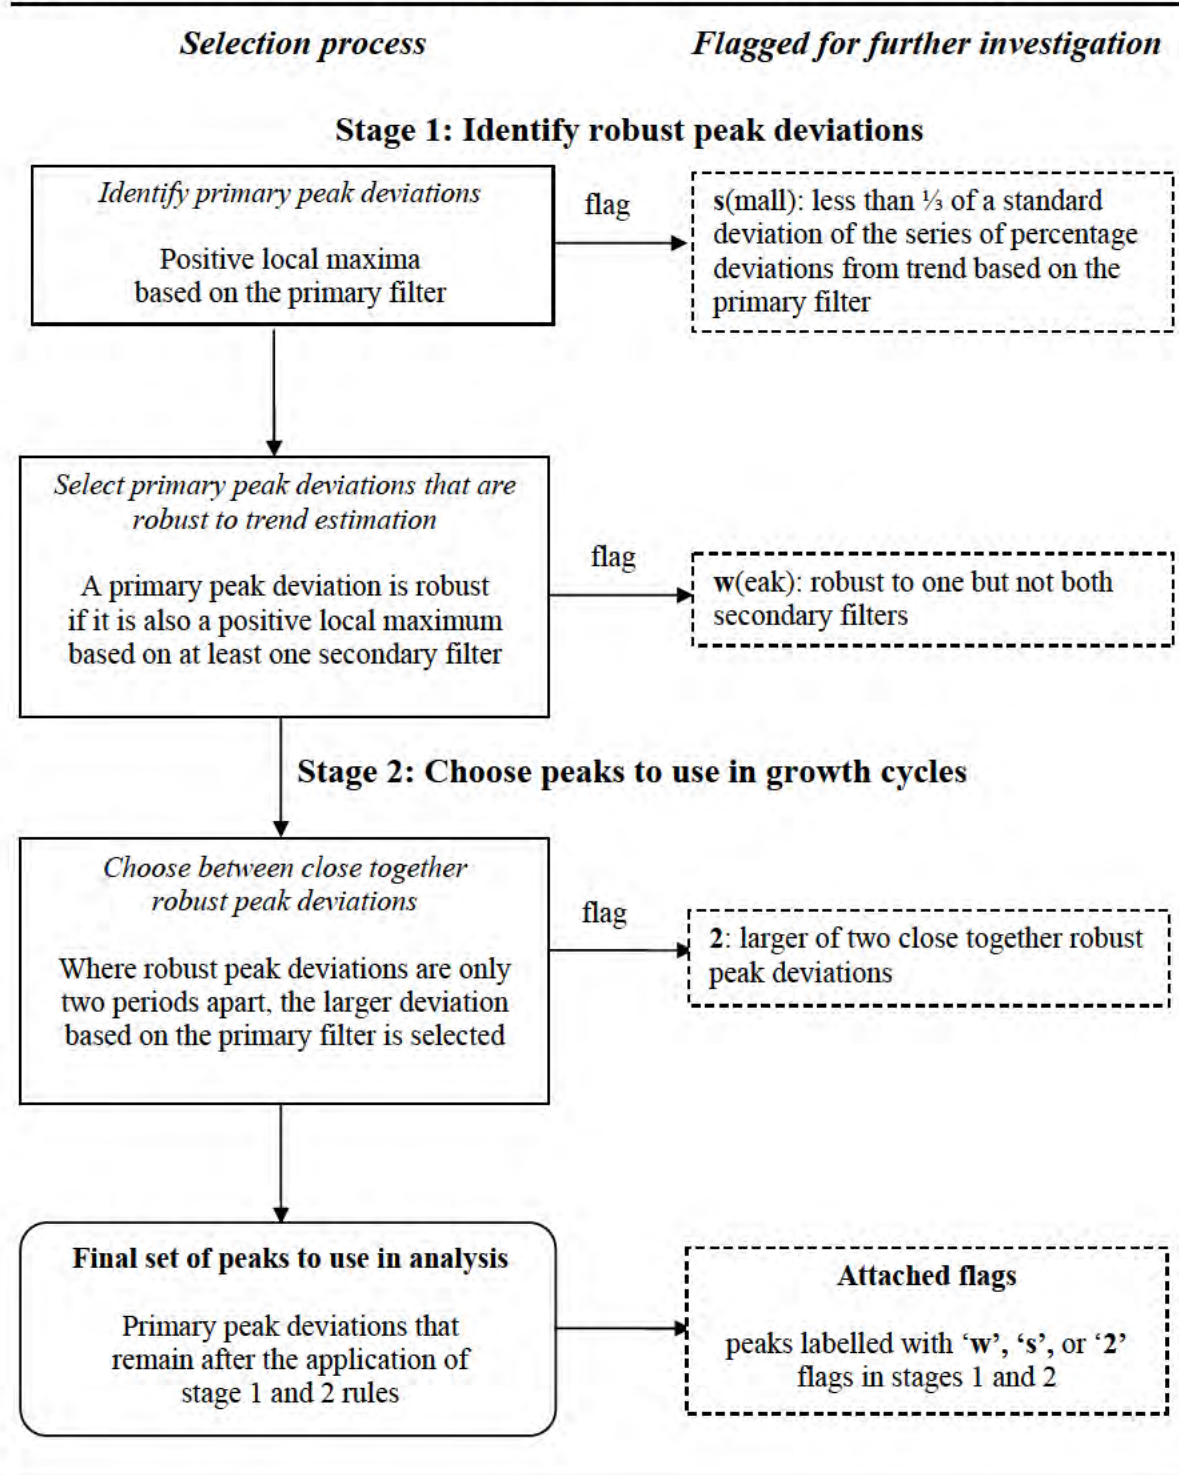 Selection process
Flagged for further investigation
Stage 1: Identify robust peak deviations
Identify primary peak deviations
Positive local maxima
based on the primary filter
flag
s(mall): less than ⅓ of a standard
deviation of the series of percentage
deviations from trend based on the
primary filter
Select primary peak deviations that are
robust to trend estimation
A primary peak deviation is robust
if it is also a positive local maximum
based on at least one secondary filter
flag
w(eak): robust to one but not both
secondary filters
Stage 2: Choose peaks to use in growth cycles
Choose between close together
robust peak deviations
Where robust peak deviations are only
two periods apart, the larger deviation
based on the primary filter is selected
flag
2: larger of two close together robust
peak deviations
Final set of peaks to use in analysis
Primary peak deviations that
remain after the application of
stage 1 and 2 rules
Attached flags
peaks labelled with ‘w’, ‘s’, or ‘2’
flags in stages 1 and 2